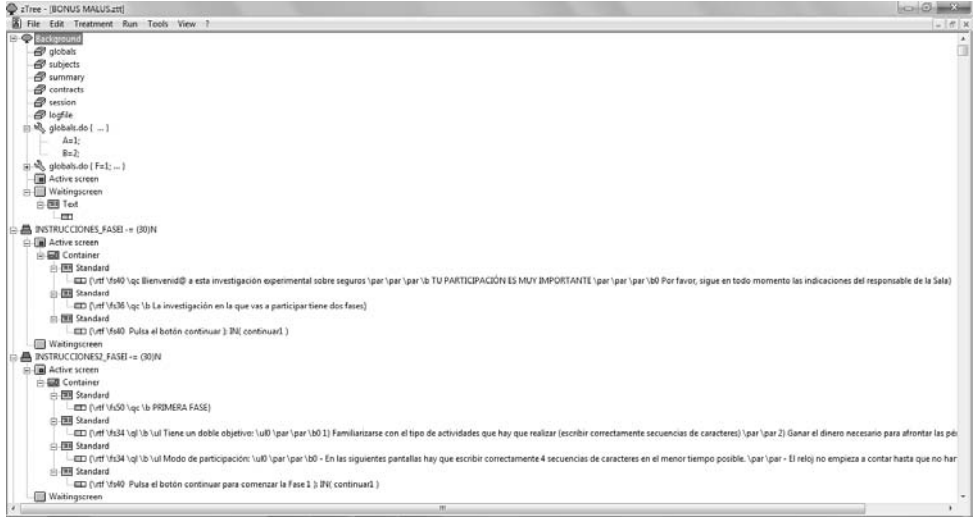 zTree - [BONUS MALUS.ztt]
File Edit Treatment Run Tools View ?
Background
globals
subjects
summary
contracts
session
logfile
globals.do { ... }
A=1;
B=2;
globals.do { F=1; ... }
Active screen
Waitingscreen
Text
INSTRUCCIONES_FASEI -= (30)N
Active screen
Container
Standard
{\rtf \fs40 \qc Bienvenid@ a esta investigación experimental sobre seguros \par \par \par \b TU PARTICIPACIÓN ES MUY IMPORTANTE \par \par \par \b0 Por favor, sigue en todo momento las indicaciones del responsable de la Sala}
Standard
{\rtf \fs36 \qc \b La investigación en la que vas a participar tiene dos fases}
Standard
{\rtf \fs40 Pulsa el botón continuar }: IN( continuar1 )
Waitingscreen
INSTRUCCIONES2_FASEI -= (30)N
Active screen
Container
Standard
{\rtf \fs50 \qc \b PRIMERA FASE}
Standard
{\rtf \fs34 \ql \b \ul Tiene un doble objetivo: \ul0 \par \par \b0 1) Familiarizarse con el tipo de actividades que hay que realizar (escribir correctamente secuencias de caracteres) \par \par 2) Ganar el dinero necesario para afrontar las pé
Standard
{\rtf \fs34 \ql \b \ul Modo de participación: \ul0 \par \par \b0 - En las siguientes pantallas hay que escribir correctamente 4 secuencias de caracteres en el menor tiempo posible. \par \par - El reloj no empieza a contar hasta que no har
Standard
{\rtf \fs40 Pulsa el botón continuar para comenzar la Fase 1 }: IN( continuar1 )
Waitingscreen